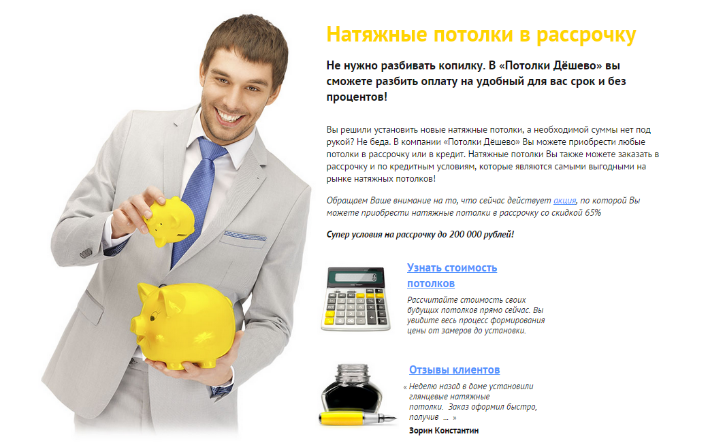 Натяжные потолки в рассрочку
Не нужно разбивать копилку. В «Потолки Дёшево» вы
сможете разбить оплату на удобный для вас срок и без
процентов!
Вы решили установить новые натяжные потолки, а необходимой суммы нет под
рукой? Не беда. В компании «Потолки Дешево» Вы можете приобрести любые
потолки в рассрочку или в кредит. Натяжные потолки Вы также можете заказать в
рассрочку и по кредитным условиям, которые являются самыми выгодными на
рынке натяжных потолков!
Обращаем Ваше внимание на то, что сейчас действует акция, по которой Вы
можете приобрести натяжные потолки в рассрочку со скидкой 65%
Супер условия на рассрочку до 200 000 рублей!
Узнать стоимость
потолков
Рассчитайте стоимость своих
будущих потолков прямо сейчас. Вы
увидите весь процесс формирования
цены от замеров до установки.
Отзывы клиентов
« Неделю назад в доме установили
глянцевые натяжные
потолки. Заказ оформил быстро,
получив ... »
Зорин Константин